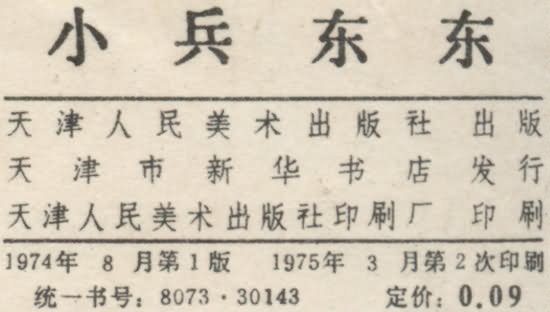 小兵东东
天津人民美术出版社 出版
天津市新华书店 发行
天津人民美术出版社印刷厂 印刷
1974年 8 月第1版 1975年 3 月第2次印刷
统一书号：8073·30143 定价：0.09